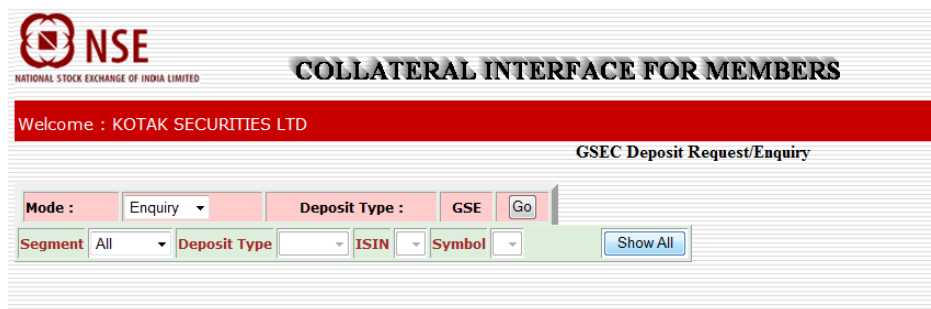 NSE
NATIONAL STOCK EXCHANGE OF INDIA LIMITED
COLLATERAL INTERFACE FOR MEMBERS
Welcome : KOTAK SECURITIES LTD
GSEC Deposit Request/Enquiry
Mode : Enquiry Deposit Type : GSE Go
Segment All Deposit Type ISIN Symbol Show All